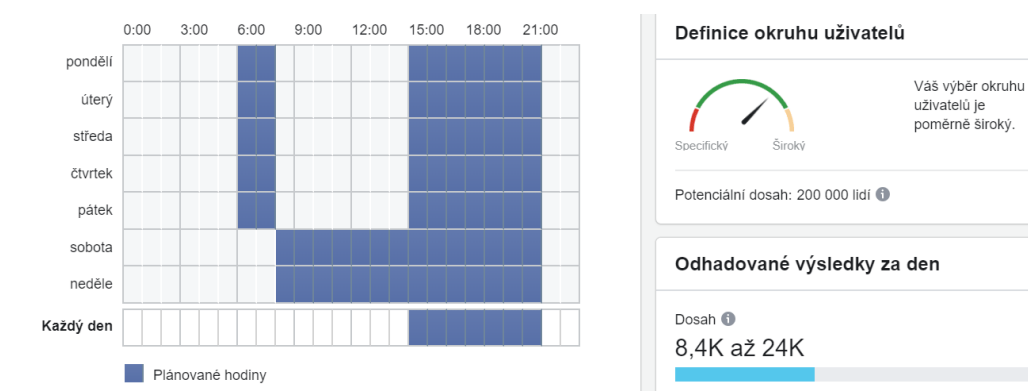 0:00 3:00 6:00 9:00 12:00 15:00 18:00 21:00
pondělí
úterý
středa
čtvrtek
pátek
sobota
neděle
Každý den
Plánované hodiny
Definice okruhu uživatelů
Specifický
Široký
Váš výběr okruhu
uživatelů je
poměrně široký.
Potenciální dosah: 200 000 lidí
Odhadované výsledky za den
Dosah
8,4K až 24K